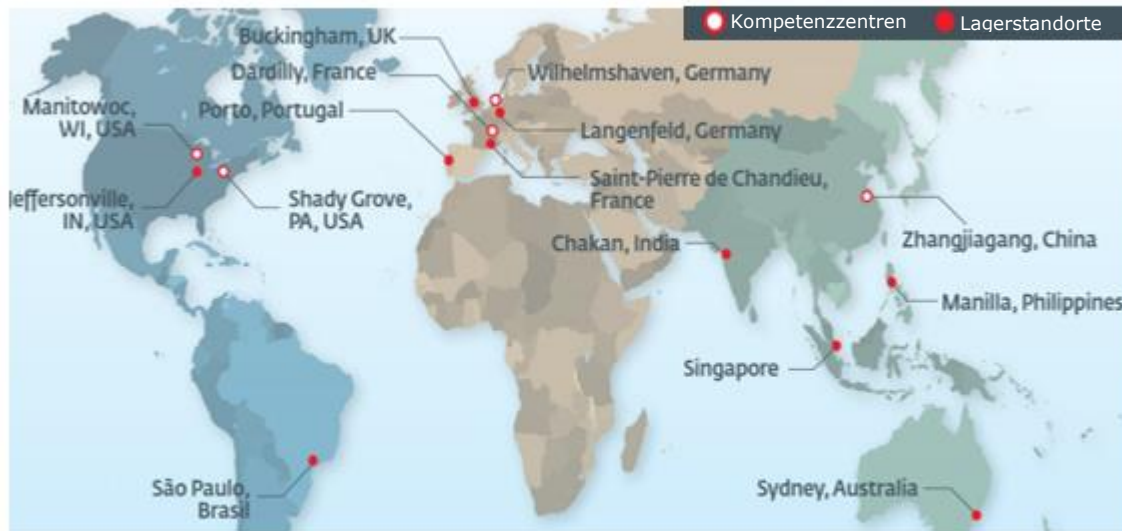 Kompetenzzentren
Lagerstandorte
Buckingham, UK
Dardilly, France
Wilhelmshaven, Germany
Manitowoc,
WI, USA
Porto, Portugal
Langenfeld, Germany
Jeffersonville,
IN, USA
Shady Grove,
PA, USA
Saint-Pierre de Chandieu,
France
Chakan, India
Zhangjiagang, China
Manilla, Philippines
Singapore
São Paulo,
Brasil
Sydney, Australia